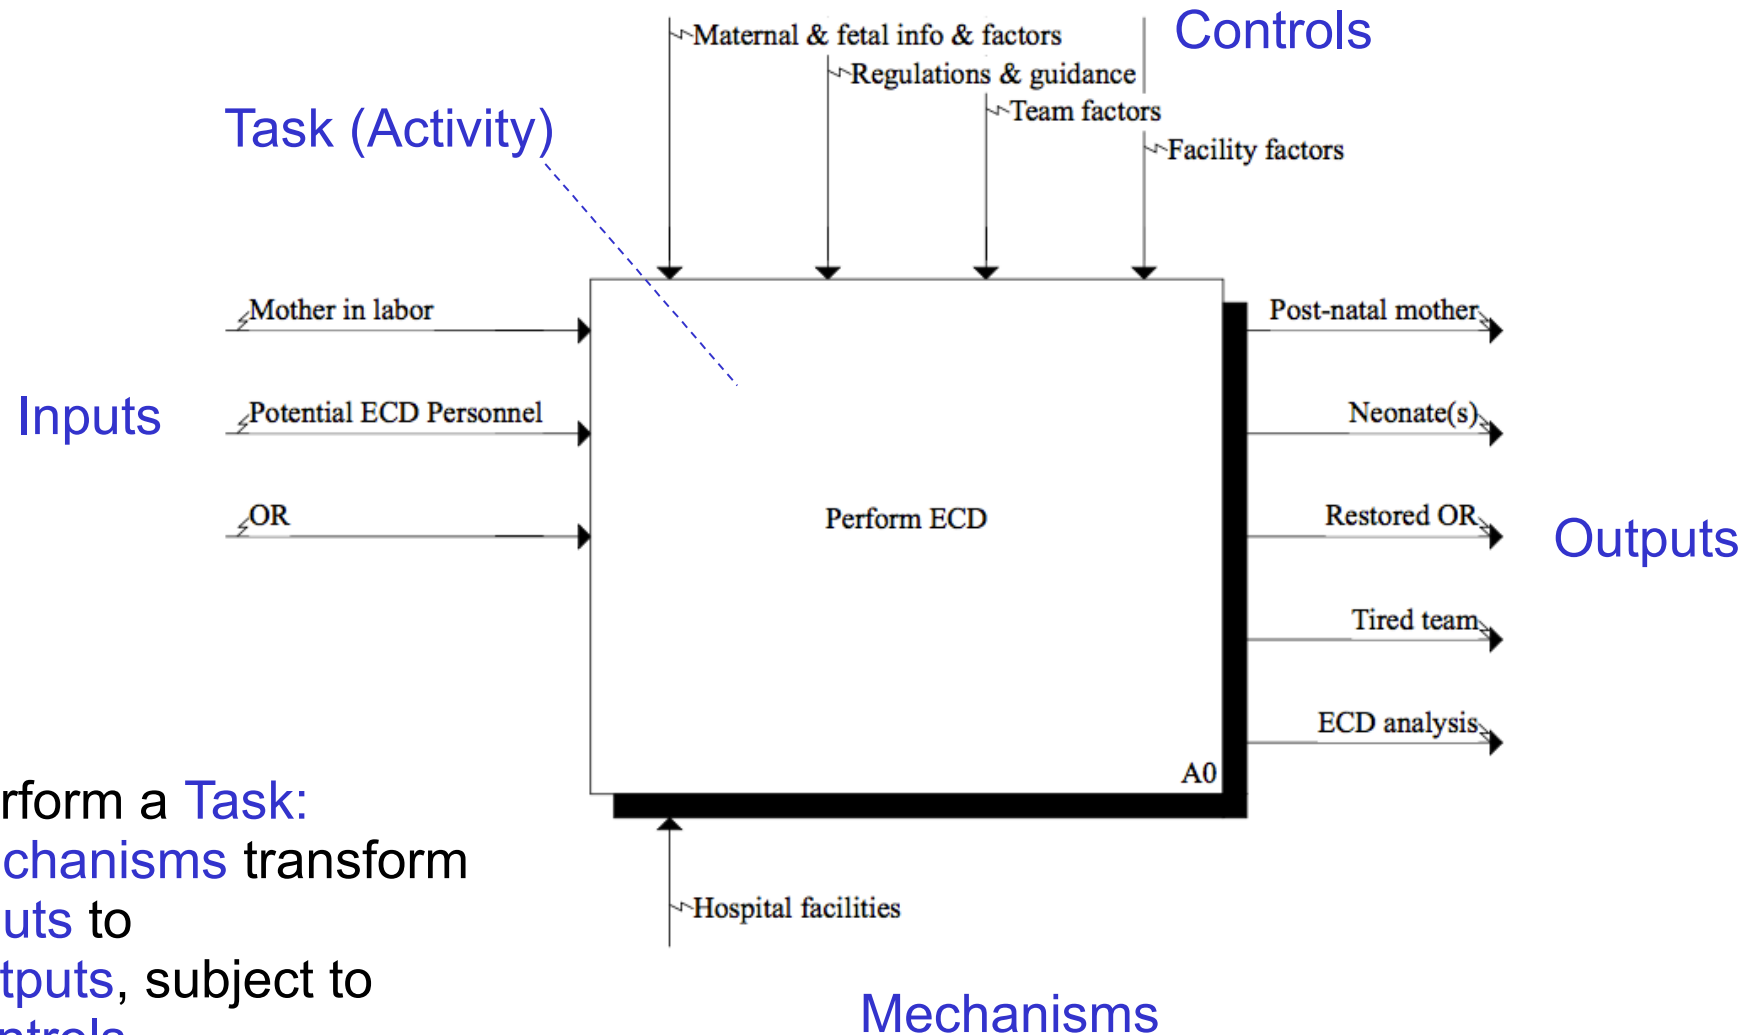 Controls
Maternal & fetal info & factors
Regulations & guidance
Team factors
Facility factors
Task (Activity)
Inputs
Mother in labor
Potential ECD Personnel
OR
Perform ECD
A0
Post-natal mother
Neonate(s)
Restored OR
Tired team
ECD analysis
Outputs
Hospital facilities
Mechanisms
rform a Task:
chanisms transform
uts to
tputs, subject to
ntrols